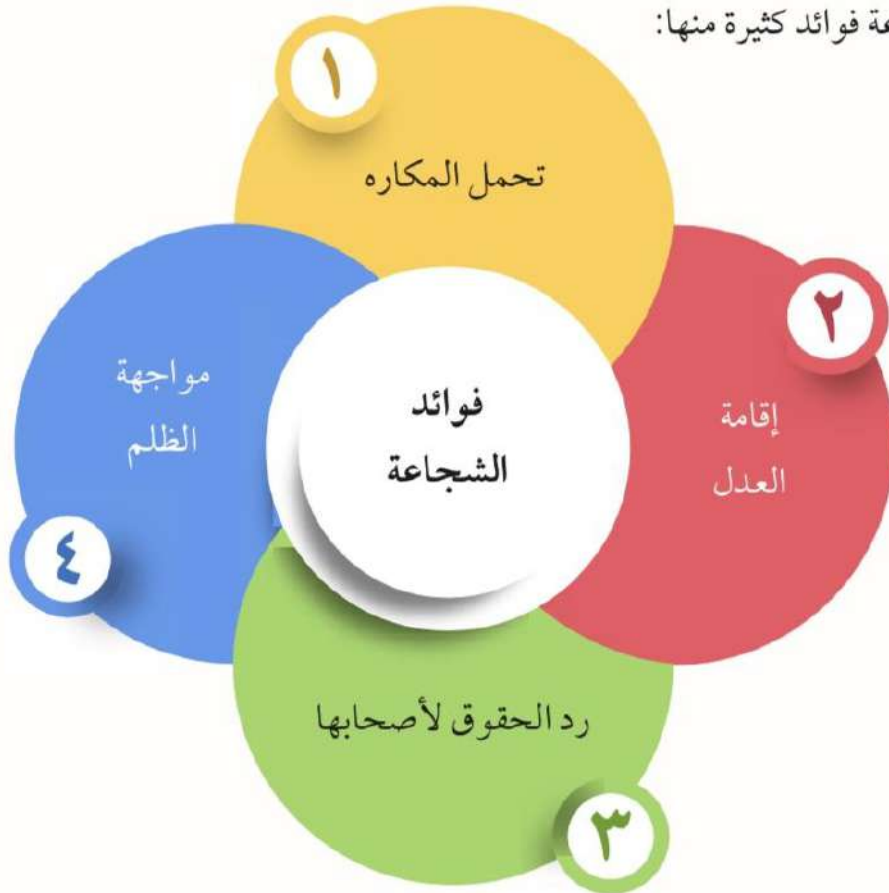 فوائد كثيرة منها:
١
تحمل المكاره
٢
إقامة
العدل
فوائد
الشجاعة
مواجهة
الظلم
٤
رد الحقوق لأصحابها
٣